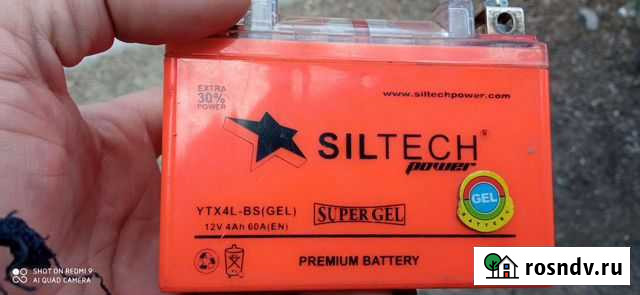 EXTRA
30%
POWER
www.siltechpower.com
SILTECH®
power
YTX4L-BS(GEL)
12V 4Ah 60A(EN)
SUPER GEL
GEL
BATTERY
PREMIUM BATTERY
SHOT ON REDMI 9
AI QUAD CAMERA
rosndv.ru